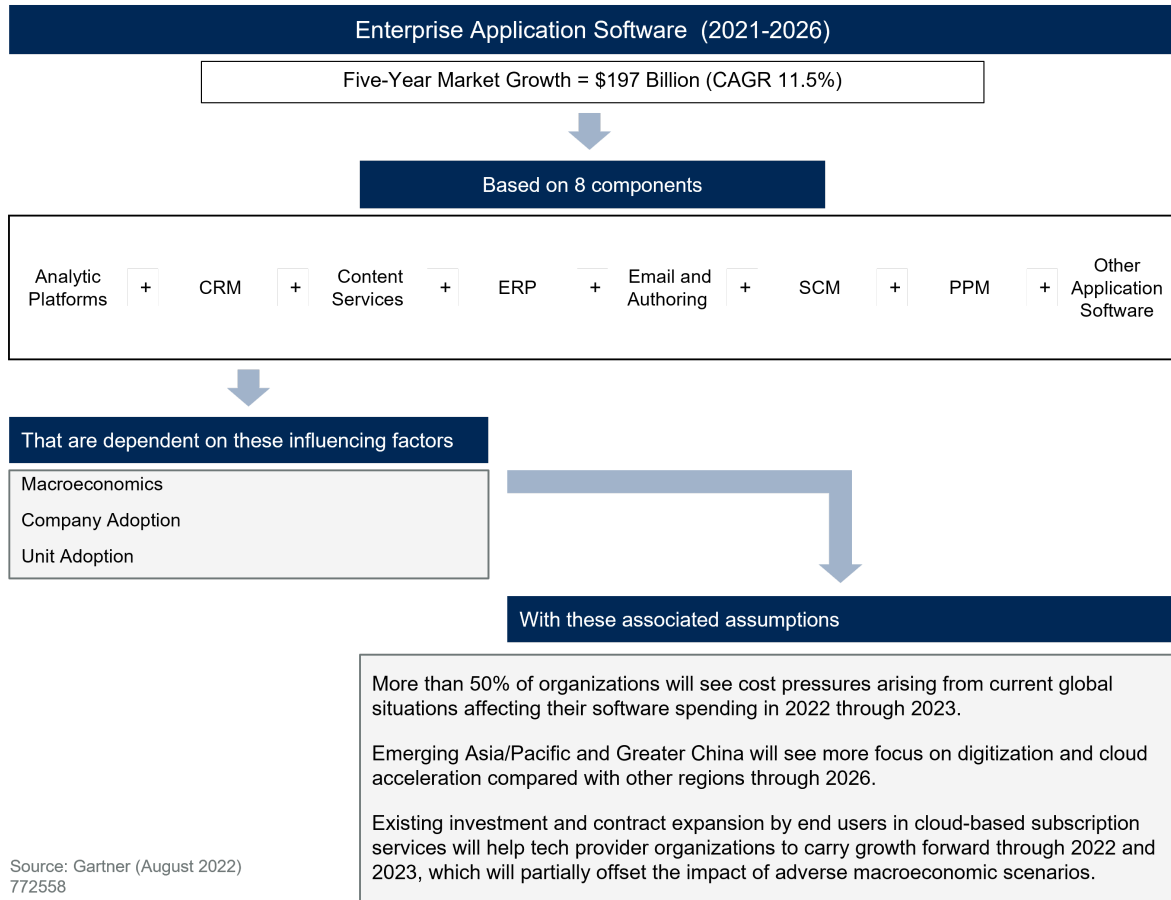 Enterprise Application Software (2021-2026)
Five-Year Market Growth = $197 Billion (CAGR 11.5%)
Based on 8 components
Analytic
Platforms
+
CRM
+
Content
Services
+
ERP
+
Email and
Authoring
+
SCM
+
PPM
+
Other
Application
Software
That are dependent on these influencing factors
Macroeconomics
Company Adoption
Unit Adoption
With these associated assumptions
More than 50% of organizations will see cost pressures arising from current global
situations affecting their software spending in 2022 through 2023.
Emerging Asia/Pacific and Greater China will see more focus on digitization and cloud
acceleration compared with other regions through 2026.
Existing investment and contract expansion by end users in cloud-based subscription
services will help tech provider organizations to carry growth forward through 2022 and
2023, which will partially offset the impact of adverse macroeconomic scenarios.
Source: Gartner (August 2022)
772558